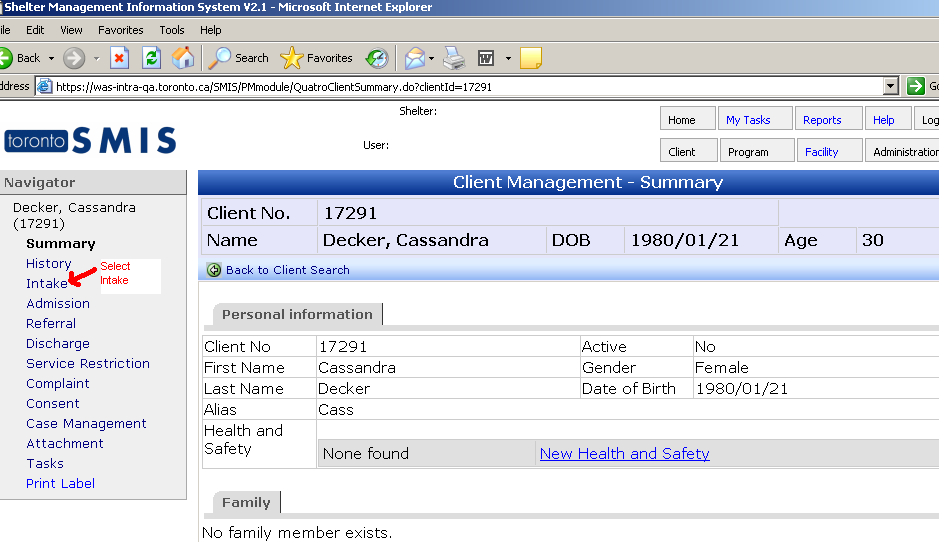 Shelter Management Information System V2.1 - Microsoft Internet Explorer
ile Edit View Favorites Tools Help
Back Search Favorites
ddress https://was-intra-qa.toronto.ca/SMIS/PMmodule/QuatroClientSummary.do?clientId=17291 Go
Shelter:
Home My Tasks Reports Help Log
toronto SMIS
User:
Client Program Facility Administration
Navigator
Decker, Cassandra
(17291)
Summary
History
Intake
Select
Intake
Admission
Referral
Discharge
Service Restriction
Complaint
Consent
Case Management
Attachment
Tasks
Print Label
Client Management - Summary
Client No. 17291
Name Decker, Cassandra DOB 1980/01/21 Age 30
Back to Client Search
Personal information
Client No 17291 Active No
First Name Cassandra Gender Female
Last Name Decker Date of Birth 1980/01/21
Alias Cass
Health and
Safety
None found New Health and Safety
Family
No family member exists.